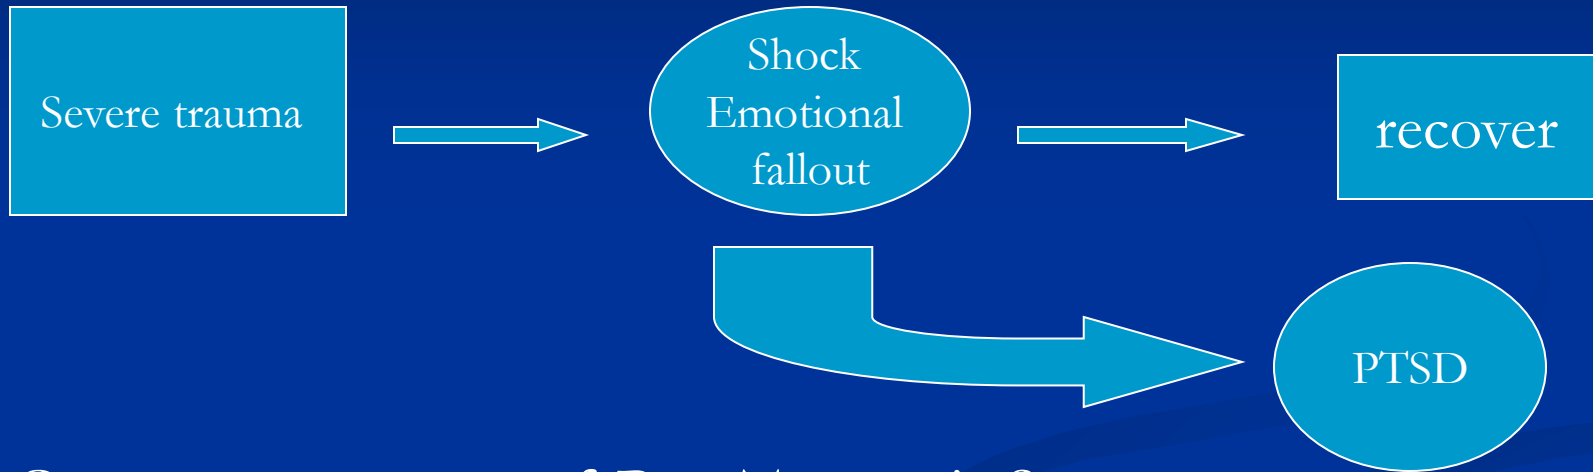 Severe trauma
Shock
Emotional
fallout
recover
PTSD